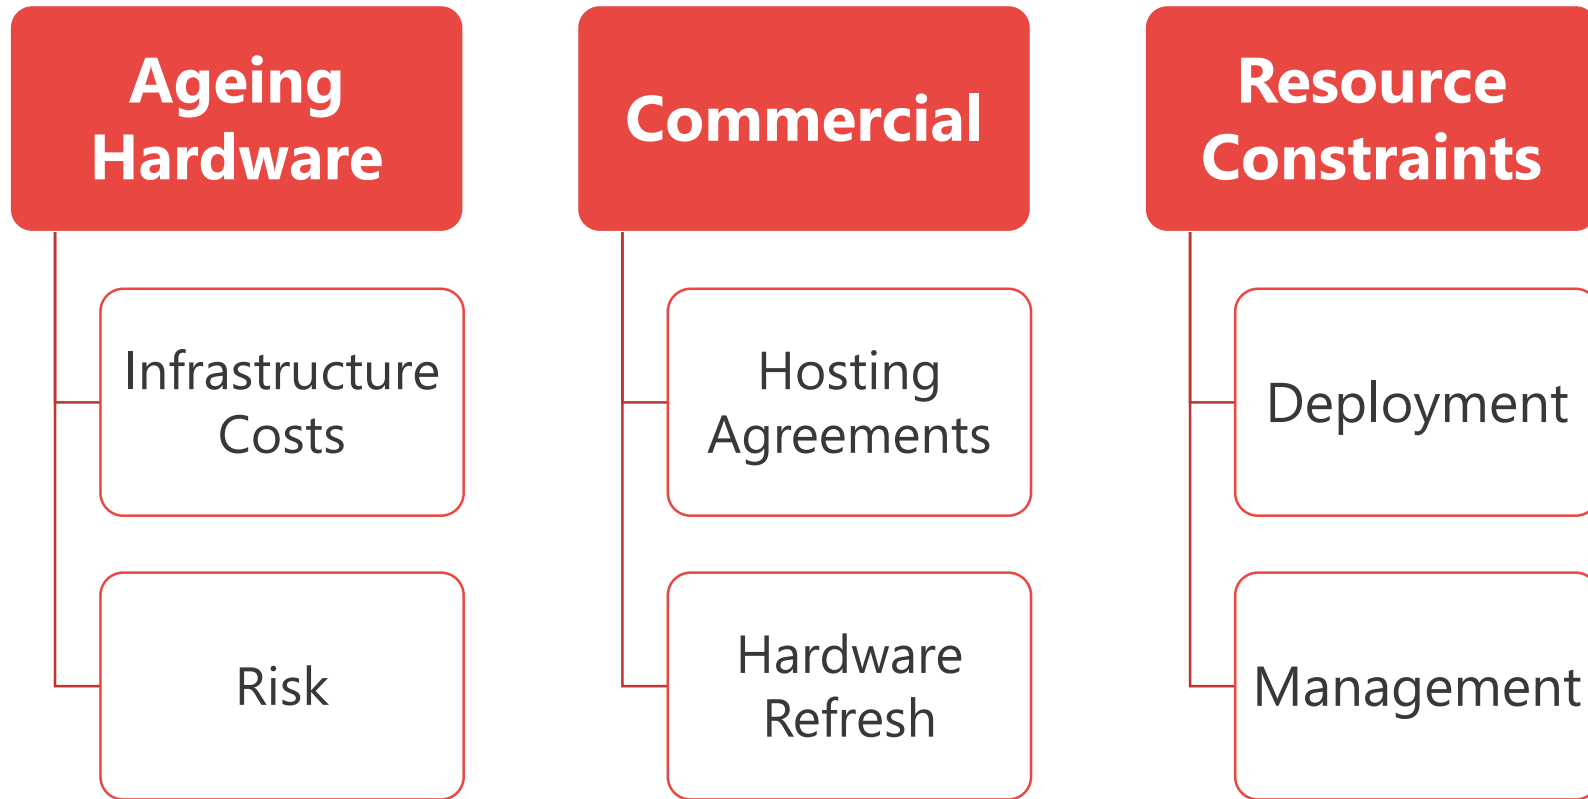 Ageing
Hardware
Infrastructure
Costs
Risk
Commercial
Hosting
Agreements
Hardware
Refresh
Resource
Constraints
Deployment
Management